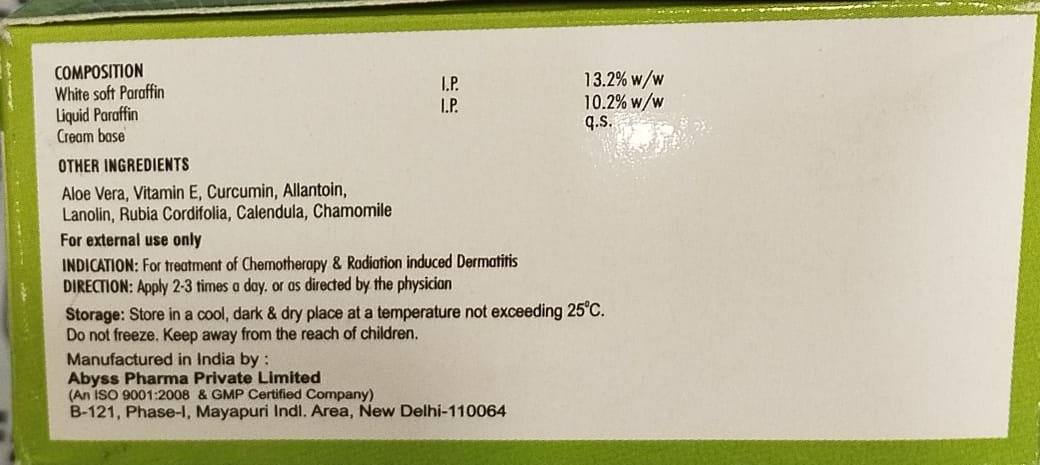 COMPOSITION
White soft Paraffin I.P. 13.2% w/w
Liquid Paraffin I.P. 10.2% w/w
Cream base q.s.
OTHER INGREDIENTS
Aloe Vera, Vitamin E, Curcumin, Allantoin,
Lanolin, Rubia Cordifolia, Calendula, Chamomile
For external use only
INDICATION: For treatment of Chemotherapy & Radiation induced Dermatitis
DIRECTION: Apply 2-3 times a day. or as directed by the physician
Storage: Store in a cool, dark & dry place at a temperature not exceeding 25°C.
Do not freeze. Keep away from the reach of children.
Manufactured in India by :
Abyss Pharma Private Limited
(An ISO 9001:2008 & GMP Certified Company)
B-121, Phase-I, Mayapuri Indl. Area, New Delhi-110064